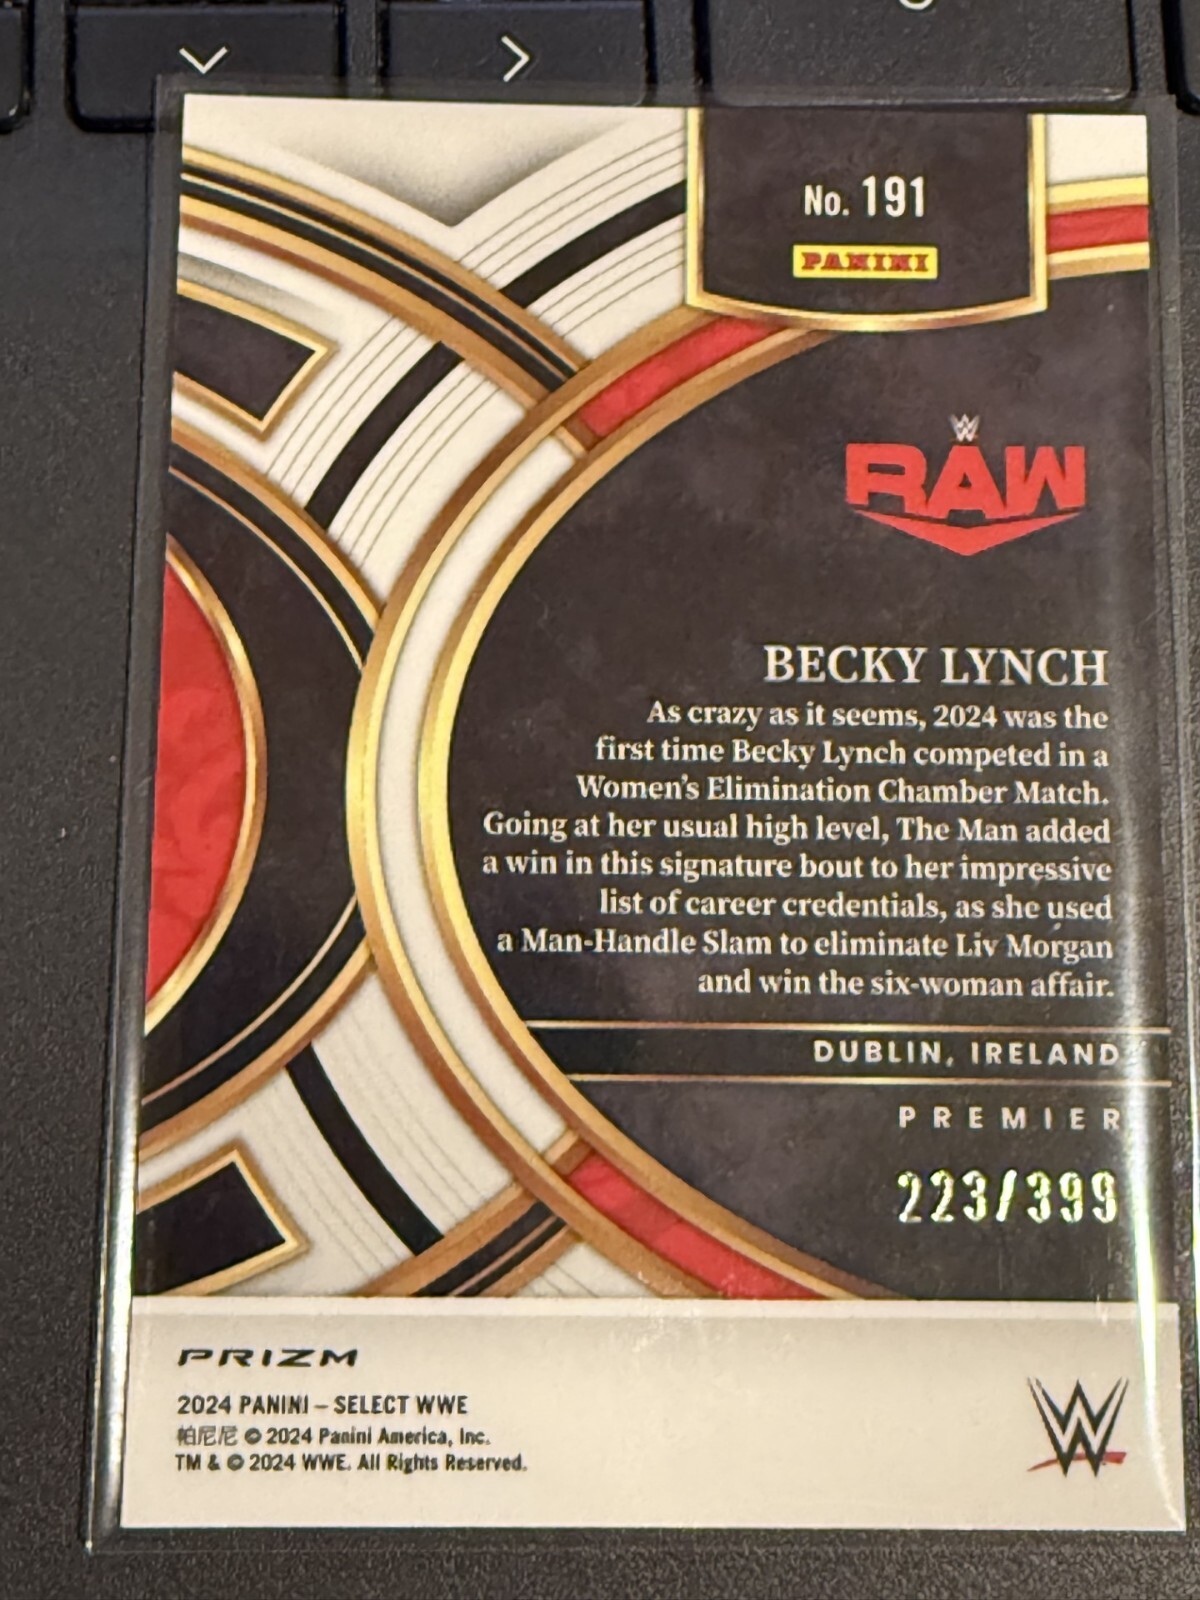 No. 191
PANINI
W
RAW
BECKY LYNCH
As crazy as it seems, 2024 was the
first time Becky Lynch competed in a
Women's Elimination Chamber Match.
Going at her usual high level, The Man added
a win in this signature bout to her impressive
list of career credentials, as she used
a Man-Handle Slam to eliminate Liv Morgan
and win the six-woman affair.
DUBLIN, IRELAND
PREMIER
223/399
PRIZM
2024 PANINI – SELECT WWE
帕尼尼 © 2024 Panini America, Inc.
TM & © 2024 WWE. All Rights Reserved.
W